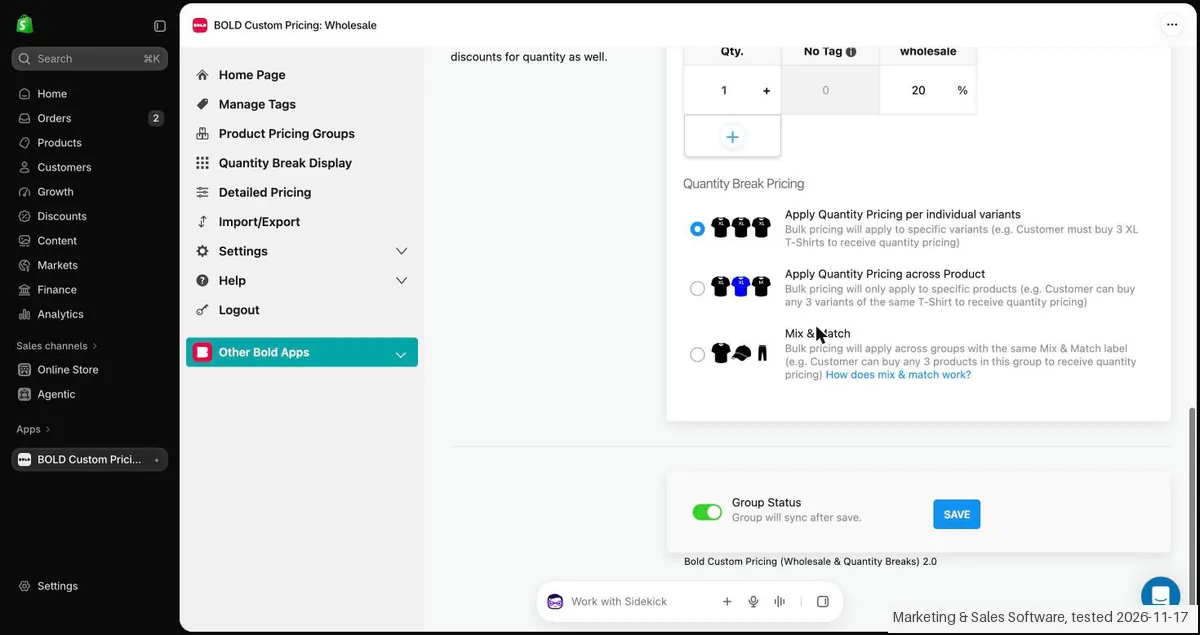 BOLD Custom Pricing: Wholesale
Search ⌘K
Home
Orders 2
Products
Customers
Growth
Discounts
Content
Markets
Finance
Analytics
Sales channels
Online Store
Agentic
Apps
BOLD Custom Prici...
Settings
Home Page
Manage Tags
Product Pricing Groups
Quantity Break Display
Detailed Pricing
Import/Export
Settings
Help
Logout
Other Bold Apps
discounts for quantity as well.
Qty. No Tag wholesale
1 + 0 20 %
+
Quantity Break Pricing
Apply Quantity Pricing per individual variants
Bulk pricing will apply to specific variants (e.g. Customer must buy 3 XL
T-Shirts to receive quantity pricing)
Apply Quantity Pricing across Product
Bulk pricing will only apply to specific products (e.g. Customer can buy
any 3 variants of the same T-Shirt to receive quantity pricing)
Mix & Match
Bulk pricing will apply across groups with the same Mix & Match label
(e.g. Customer can buy any 3 products in this group to receive quantity
pricing) How does mix & match work?
Group Status
Group will sync after save.
SAVE
Bold Custom Pricing (Wholesale & Quantity Breaks) 2.0
Work with Sidekick
Marketing & Sales Software, tested 2026-11-17